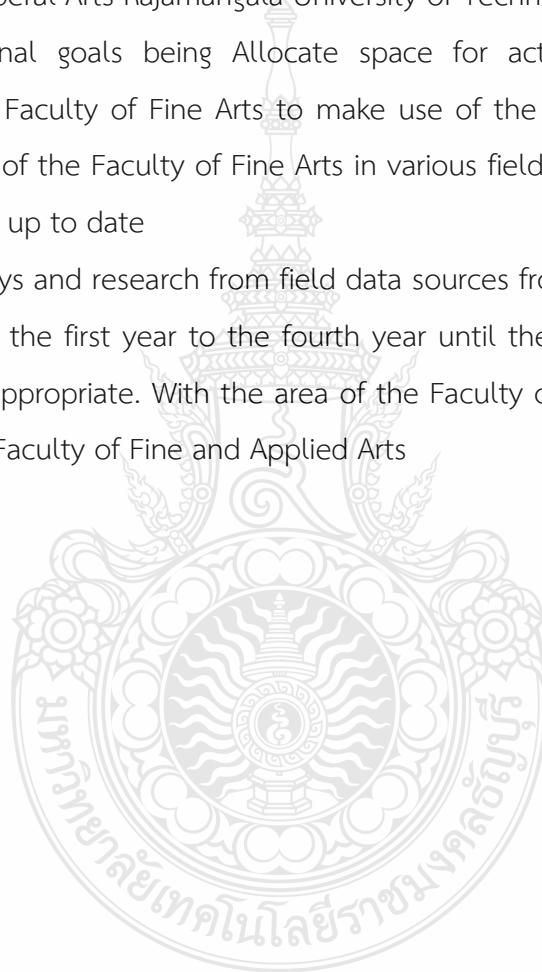 beral Arts Rajamangala University of Techn
nal goals being Allocate space for act
Faculty of Fine Arts to make use of the
of the Faculty of Fine Arts in various field
up to date
ys and research from field data sources fro
the first year to the fourth year until the
ppropriate. With the area of the Faculty o
Faculty of Fine and Applied Arts
มหาวิทยาลัยเทคโนโลยีราชมงคลธัญบุรี